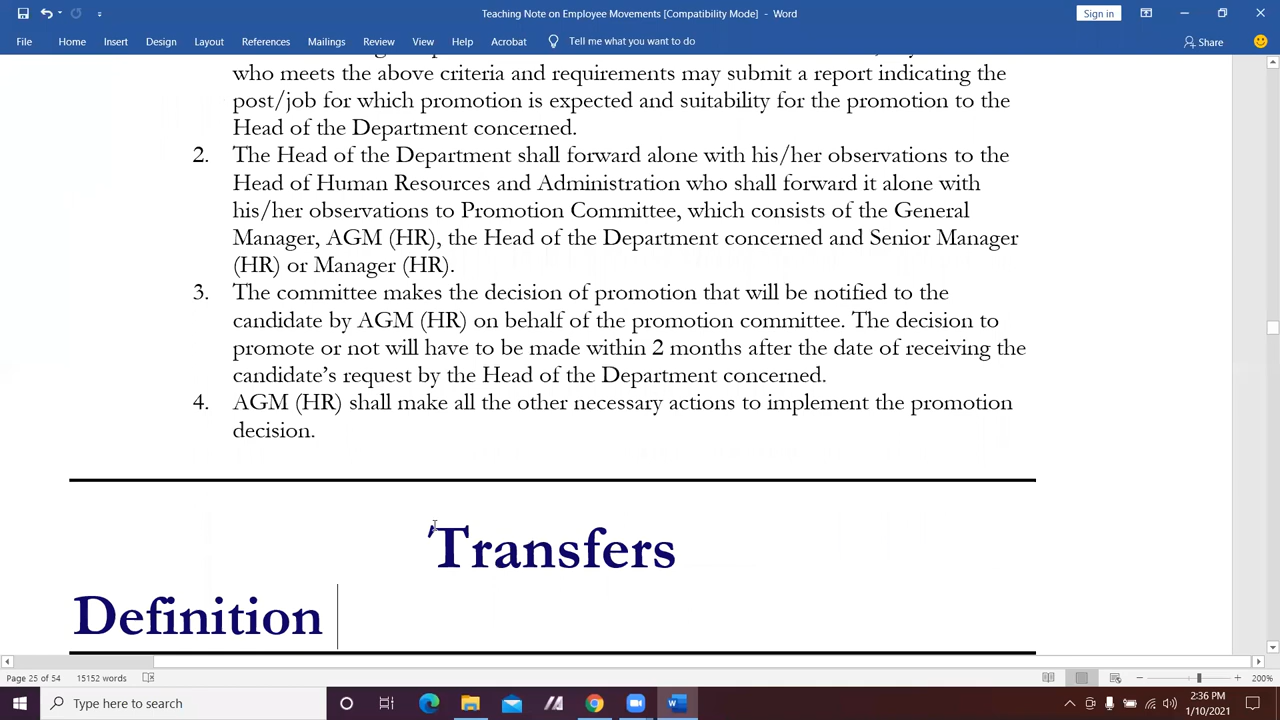 Teaching Note on Employee Movements [Compatibility Mode] - Word
Sign in
File Home Insert Design Layout References Mailings Review View Help Acrobat Tell me what you want to do Share
who meets the above criteria and requirements may submit a report indicating the
post/job for which promotion is expected and suitability for the promotion to the
Head of the Department concerned.
2. The Head of the Department shall forward alone with his/her observations to the
Head of Human Resources and Administration who shall forward it alone with
his/her observations to Promotion Committee, which consists of the General
Manager, AGM (HR), the Head of the Department concerned and Senior Manager
(HR) or Manager (HR).
3. The committee makes the decision of promotion that will be notified to the
candidate by AGM (HR) on behalf of the promotion committee. The decision to
promote or not will have to be made within 2 months after the date of receiving the
candidate’s request by the Head of the Department concerned.
4. AGM (HR) shall make all the other necessary actions to implement the promotion
decision.
Transfers
Definition
Page 25 of 54 15152 words 200%
Type here to search
2:36 PM
1/10/2021